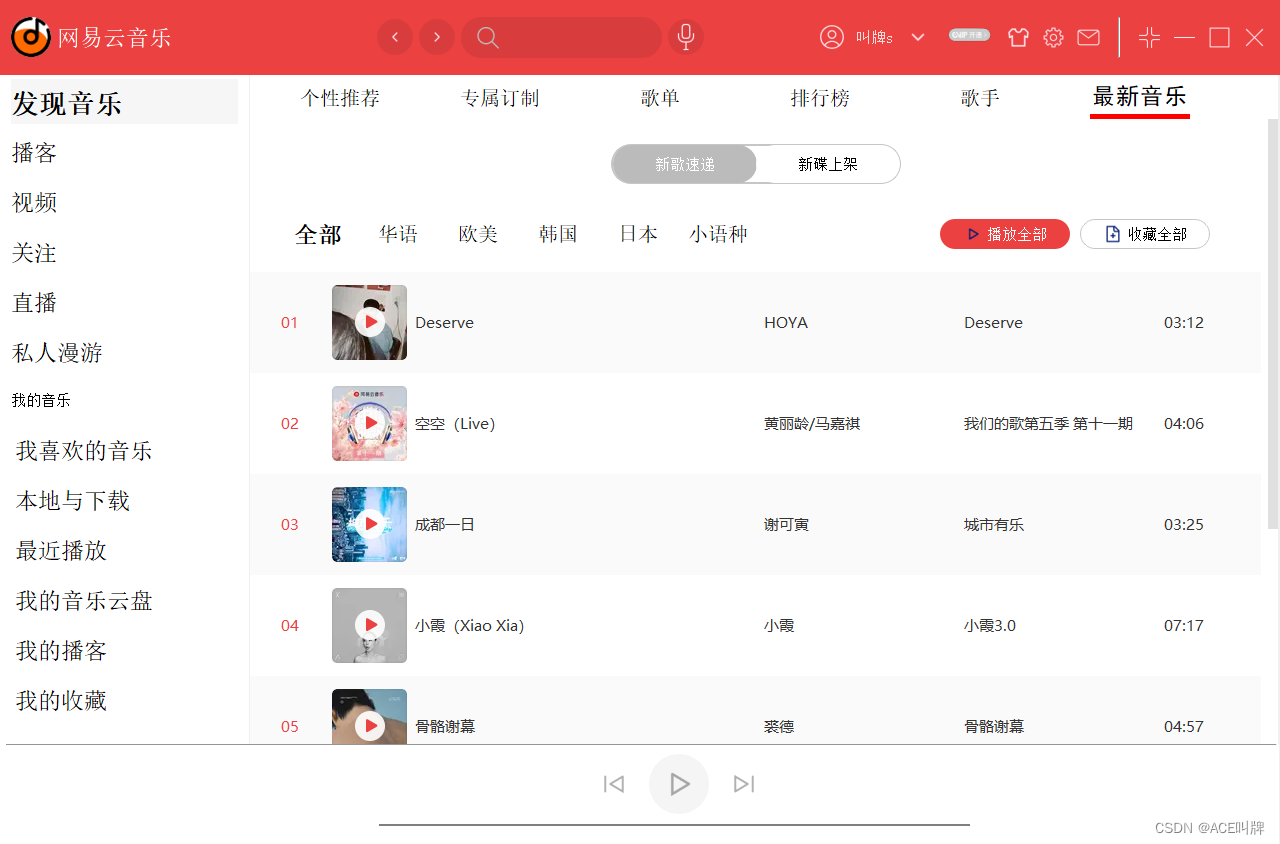 网易云音乐
叫牌s
发现音乐
播客
视频
关注
直播
私人漫游
我的音乐
我喜欢的音乐
本地与下载
最近播放
我的音乐云盘
我的播客
我的收藏
个性推荐 专属订制 歌单 排行榜 歌手 最新音乐
新歌速递 新碟上架
全部 华语 欧美 韩国 日本 小语种 播放全部 收藏全部
01 Deserve HOYA Deserve 03:12
02 空空（Live） 黄丽龄/马嘉祺 我们的歌第五季 第十一期 04:06
03 成都一日 谢可寅 城市有乐 03:25
04 小霞（Xiao Xia） 小霞 小霞3.0 07:17
05 骨骼谢幕 裘德 骨骼谢幕 04:57
CSDN @ACE叫牌